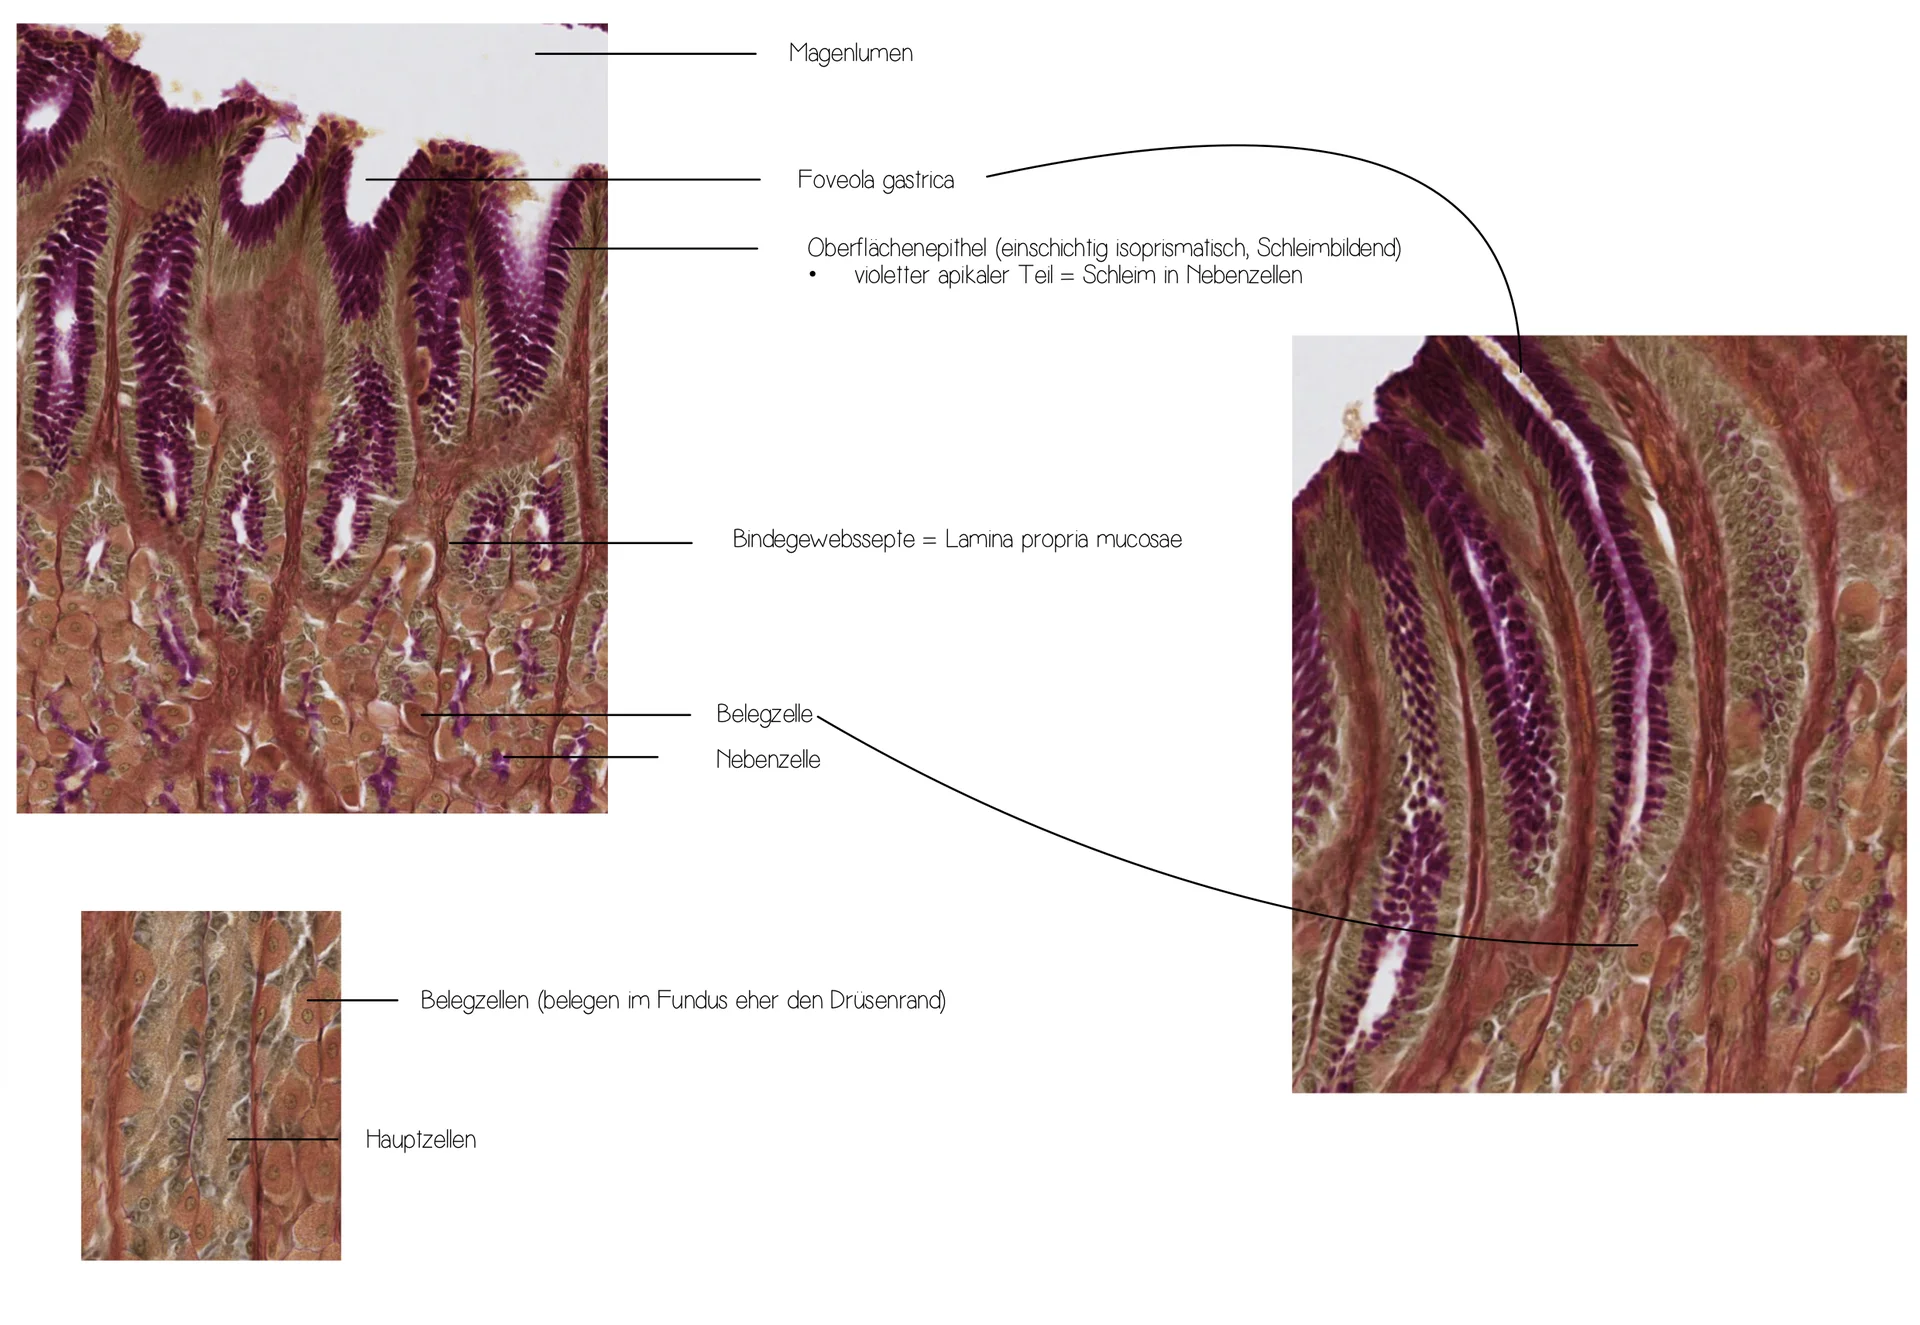 Magenlumen
Foveola gastrica
Oberflächenepithel (einschichtig isoprismatisch, Schleimbildend)
• violetter apikaler Teil = Schleim in Nebenzellen
Bindegewebssepte = Lamina propria mucosae
Belegzelle
Nebenzelle
Belegzellen (belegen im Fundus eher den Drüsenrand)
Hauptzellen